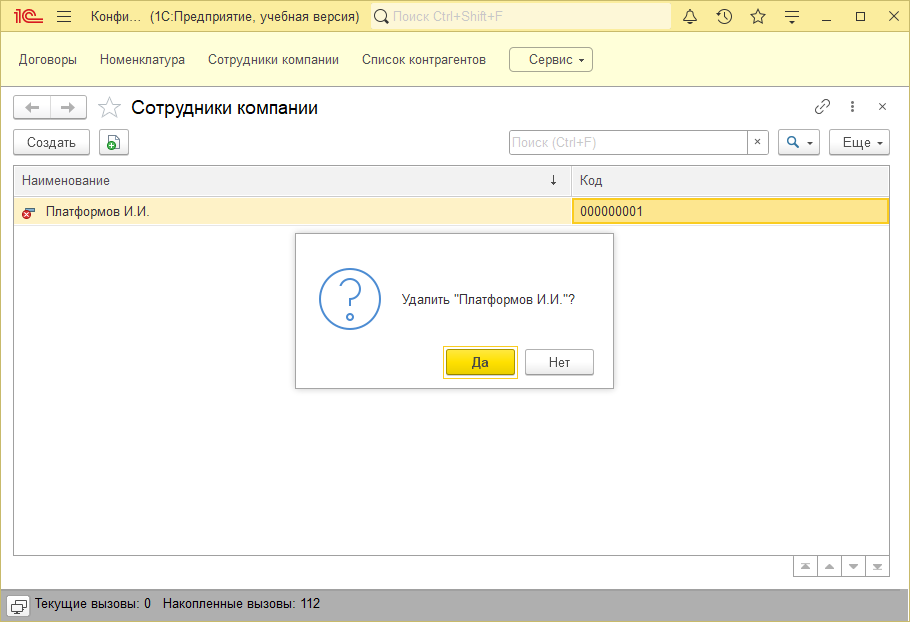 1С Конфи... (1С:Предприятие, учебная версия) Поиск Ctrl+Shift+F
Договоры Номенклатура Сотрудники компании Список контрагентов Сервис
Сотрудники компании
Создать Поиск (Ctrl+F) × Еще
Наименование ↓ Код
Платформов И.И. 000000001
Удалить "Платформов И.И."?
Да Нет
Текущие вызовы: 0 Накопленные вызовы: 112